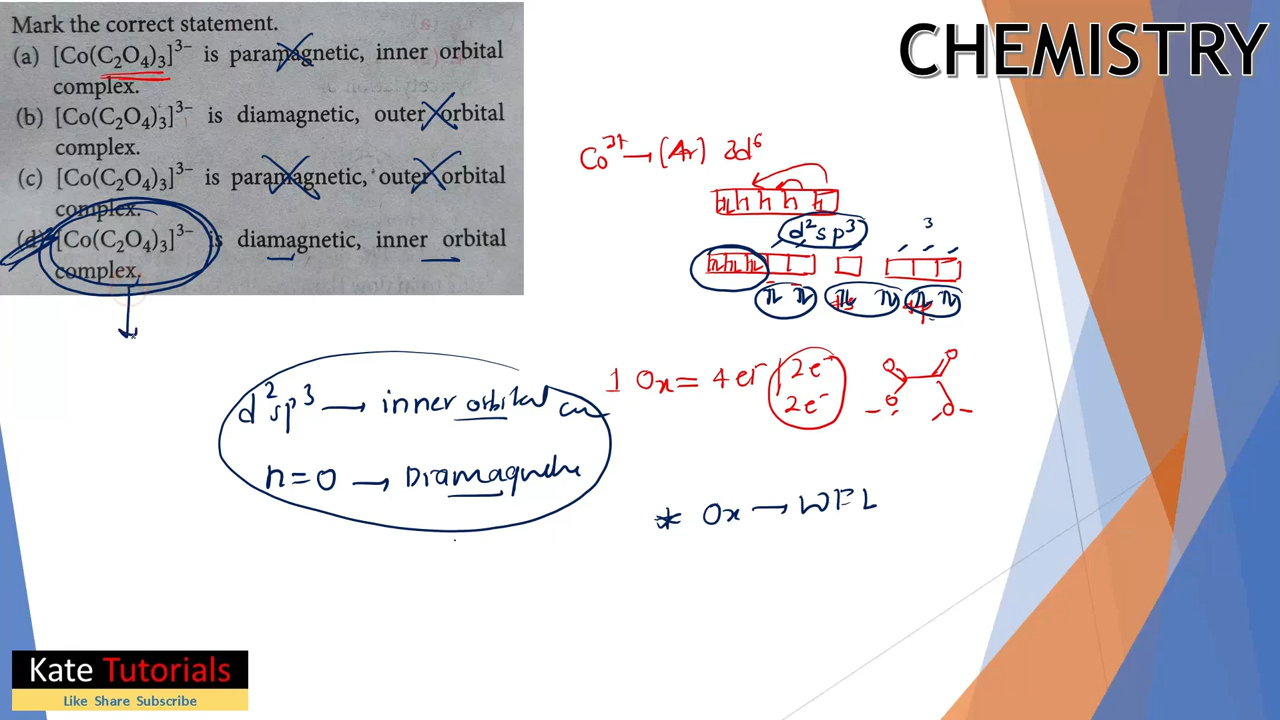 Mark the correct statement.
(a) [Co(C₂O₄)₃]³⁻ is paramagnetic, inner orbital
complex.
(b) [Co(C₂O₄)₃]³⁻ is diamagnetic, outer orbital
complex.
(c) [Co(C₂O₄)₃]³⁻ is paramagnetic, outer orbital
complex.
(d) [Co(C₂O₄)₃]³⁻ is diamagnetic, inner orbital
complex.
CHEMISTRY
Co³⁺ → (Ar) 3d⁶
d²sp³
3
1 Ox = 4 e⁻ 2e⁻
2e⁻
O O
O O
d²sp³ → inner orbital
n = 0 → Diamagnetic
* Ox → WFL
Kate Tutorials
Like Share Subscribe